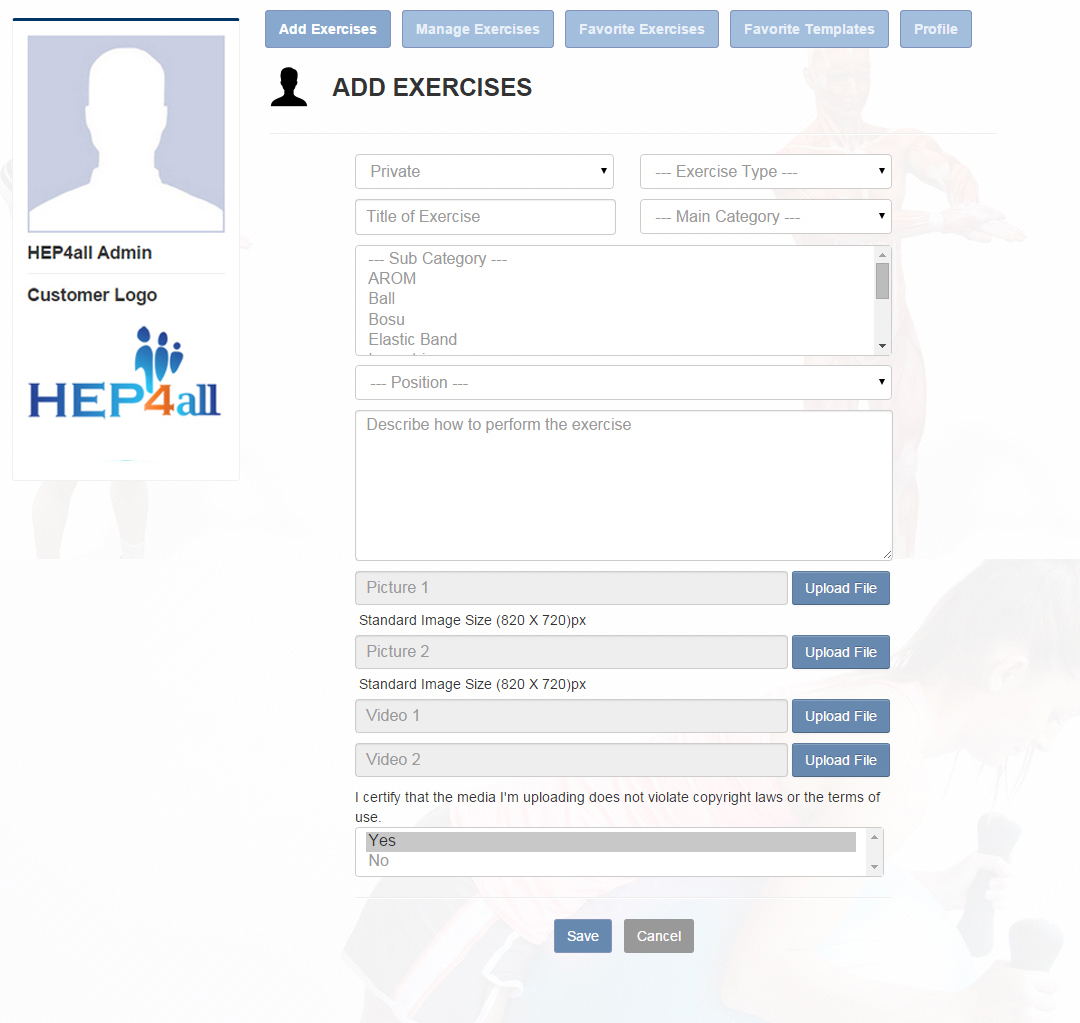 Add Exercises
Manage Exercises
Favorite Exercises
Favorite Templates
Profile
ADD EXERCISES
HEP4all Admin
Customer Logo
HEP4all
Private
--- Exercise Type ---
Title of Exercise
--- Main Category ---
--- Sub Category ---
AROM
Ball
Bosu
Elastic Band
--- Position ---
Describe how to perform the exercise
Picture 1
Upload File
Standard Image Size (820 X 720)px
Picture 2
Upload File
Standard Image Size (820 X 720)px
Video 1
Upload File
Video 2
Upload File
I certify that the media I'm uploading does not violate copyright laws or the terms of
use.
Yes
No
Save
Cancel